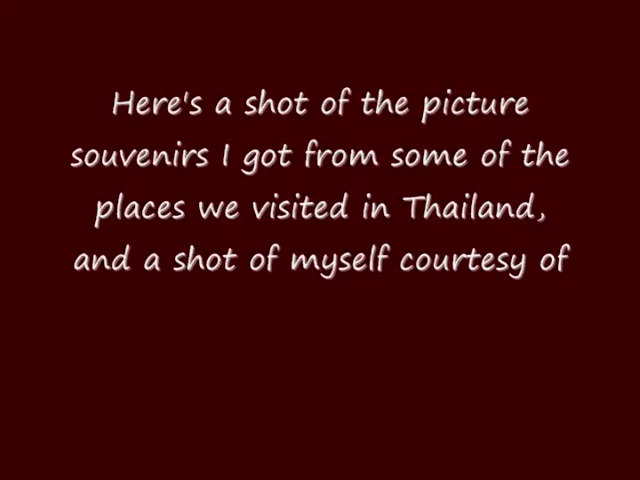 Here's a shot of the picture
souvenirs I got from some of the
places we visited in Thailand,
and a shot of myself courtesy of